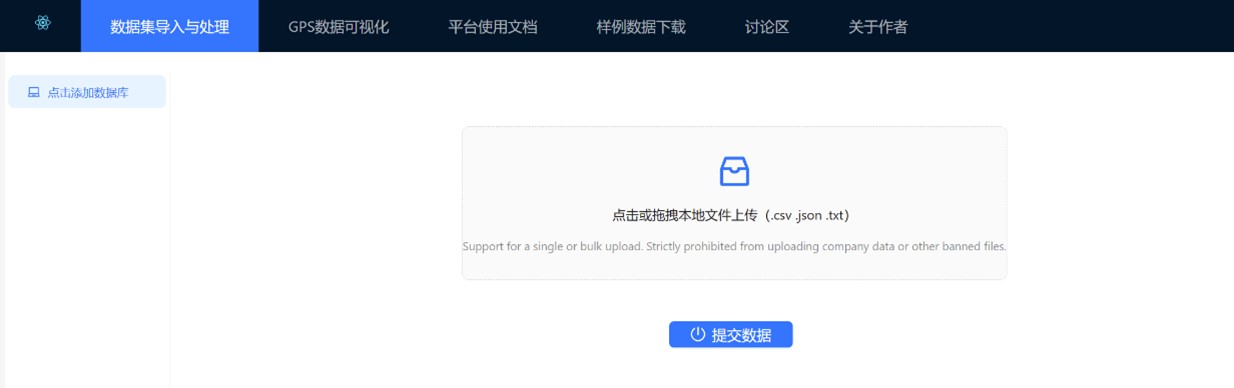 数据集导入与处理 GPS数据可视化 平台使用文档 样例数据下载 讨论区 关于作者
点击添加数据库
点击或拖拽本地文件上传（.csv .json .txt）
Support for a single or bulk upload. Strictly prohibited from uploading company data or other banned files.
提交数据